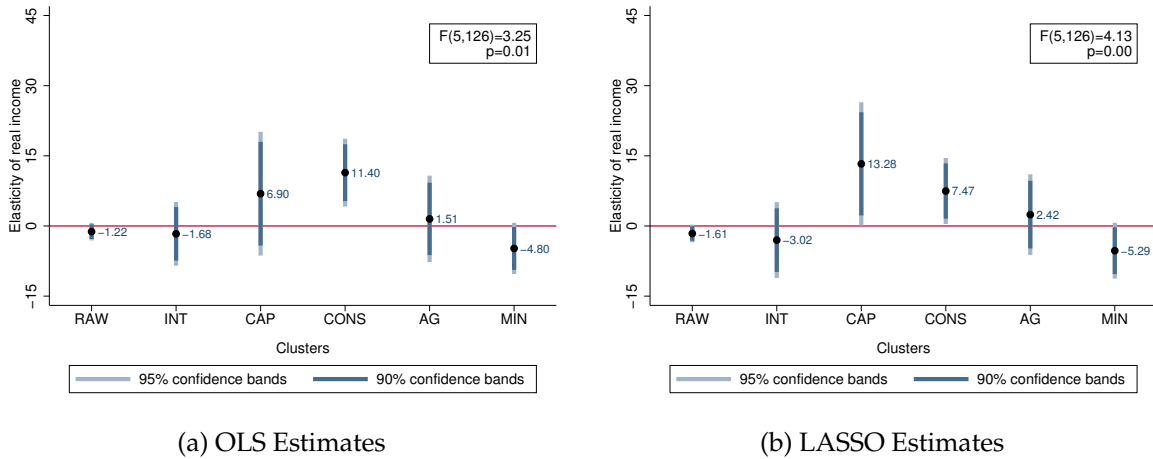 45
30
15
0
−15
Elasticity of real income
F(5,126)=3.25
p=0.01
−1.22
−1.68
6.90
11.40
1.51
−4.80
RAW INT CAP CONS AG MIN
Clusters
95% confidence bands 90% confidence bands
(a) OLS Estimates
45
30
15
0
−15
Elasticity of real income
F(5,126)=4.13
p=0.00
−1.61
−3.02
13.28
7.47
2.42
−5.29
RAW INT CAP CONS AG MIN
Clusters
95% confidence bands 90% confidence bands
(b) LASSO Estimates